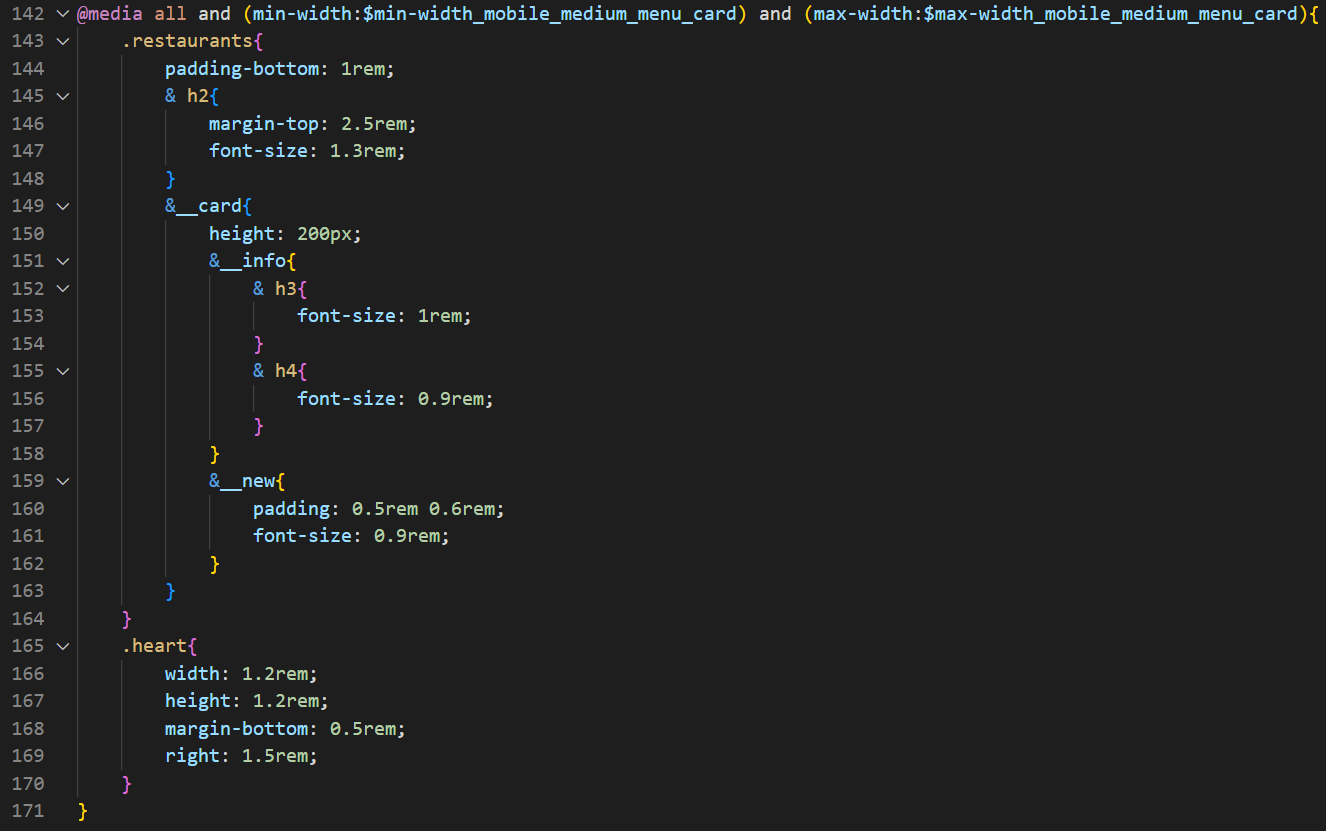 142 @media all and (min-width:$min-width_mobile_medium_menu_card) and (max-width:$max-width_mobile_medium_menu_card){
143     .restaurants{
144         padding-bottom: 1rem;
145         & h2{
146             margin-top: 2.5rem;
147             font-size: 1.3rem;
148         }
149         &__card{
150             height: 200px;
151             &__info{
152                 & h3{
153                     font-size: 1rem;
154                 }
155                 & h4{
156                     font-size: 0.9rem;
157                 }
158             }
159             &__new{
160                 padding: 0.5rem 0.6rem;
161                 font-size: 0.9rem;
162             }
163         }
164     }
165     .heart{
166         width: 1.2rem;
167         height: 1.2rem;
168         margin-bottom: 0.5rem;
169         right: 1.5rem;
170     }
171 }